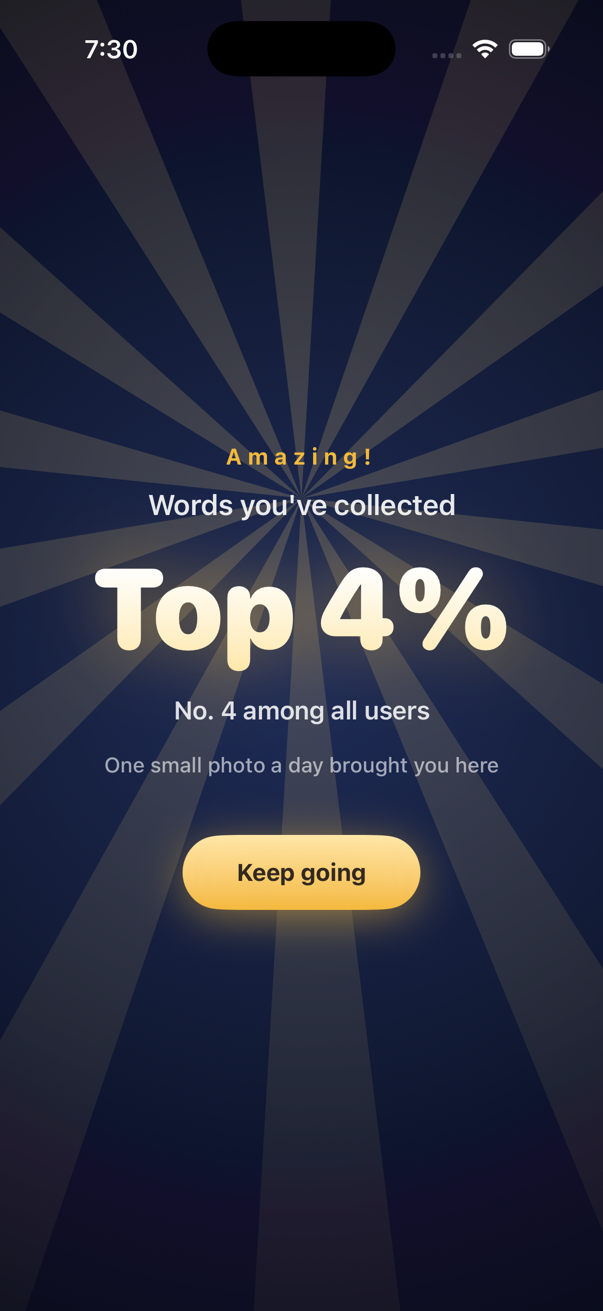 7:30
Amazing!
Words you've collected
Top 4%
No. 4 among all users
One small photo a day brought you here
Keep going